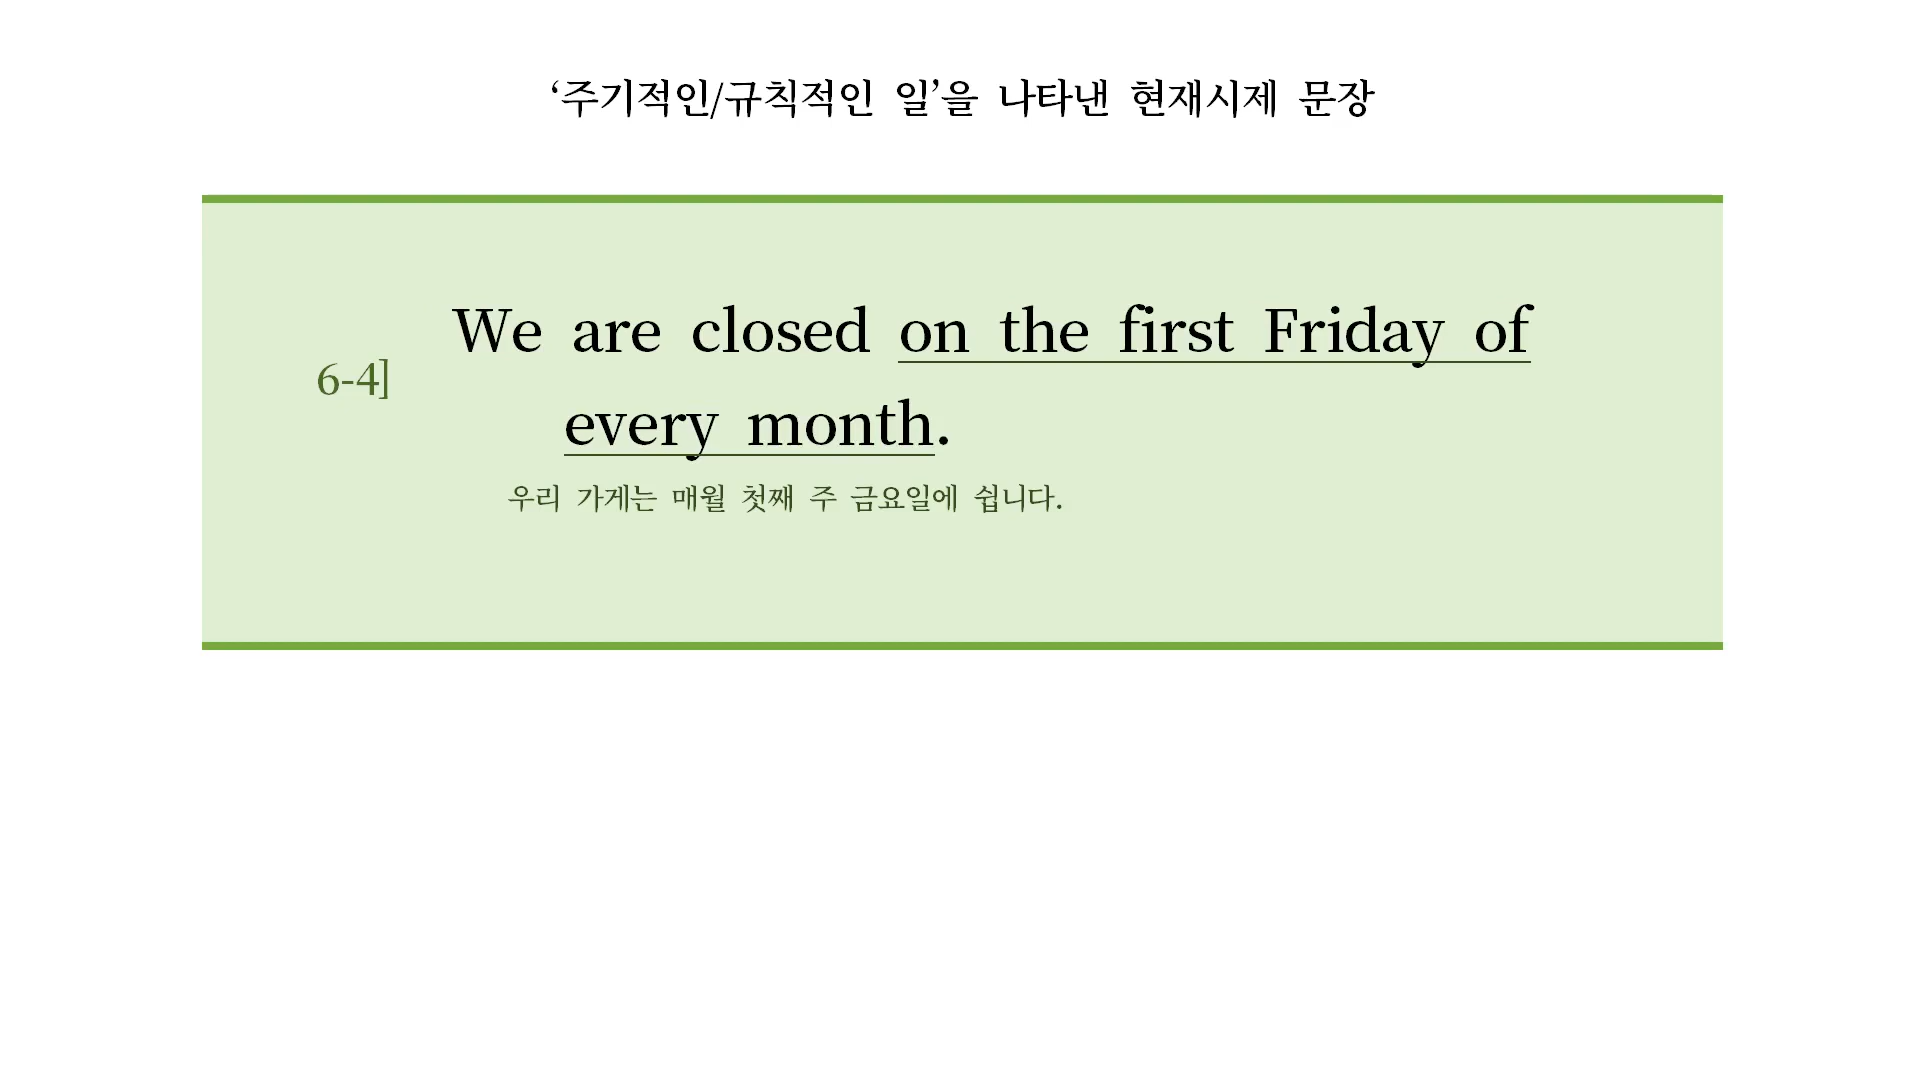 ‘주기적인/규칙적인 일’을 나타낸 현재시제 문장
6-4]
We are closed on the first Friday of
every month.
우리 가게는 매월 첫째 주 금요일에 쉽니다.